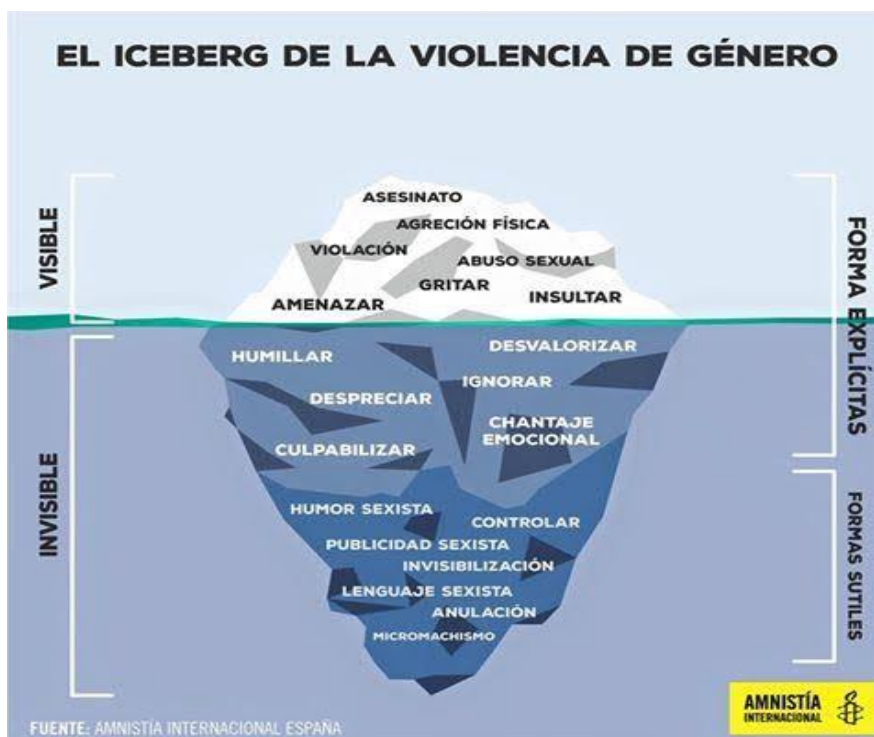 EL ICEBERG DE LA VIOLENCIA DE GÉNERO
VISIBLE
ASESINATO
AGRECIÓN FÍSICA
VIOLACIÓN
ABUSO SEXUAL
GRITAR
AMENAZAR
INSULTAR
FORMA EXPLÍCITAS
INVISIBLE
HUMILLAR
DESVALORIZAR
IGNORAR
DESPRECIAR
CHANTAJE
EMOCIONAL
CULPABILIZAR
FORMAS SUTILES
HUMOR SEXISTA
CONTROLAR
PUBLICIDAD SEXISTA
INVISIBILIZACIÓN
LENGUAJE SEXISTA
ANULACIÓN
MICROMACHISMO
AMNISTÍA
INTERNACIONAL
FUENTE: AMNISTÍA INTERNACIONAL ESPAÑA